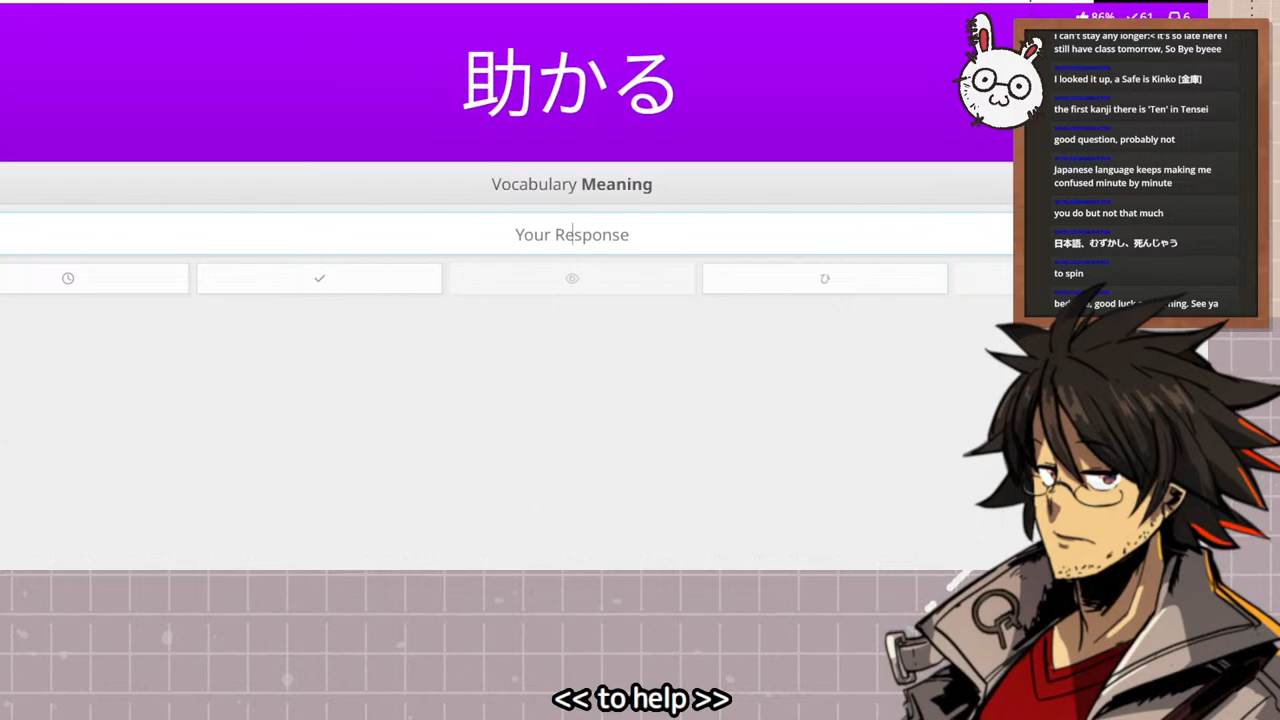 86% 61 6
助かる
Vocabulary Meaning
Your Response
ひ
I can't stay any longer:< it's so late here I
still have class tomorrow, So Bye byeee
I looked it up, a Safe is Kinko [金庫]
the first kanji there is 'Ten' in Tensei
good question, probably not
Japanese language keeps making me
confused minute by minute
you do but not that much
日本語、むずかし、死んじゃう
to spin
good luck See ya
<< to help >>